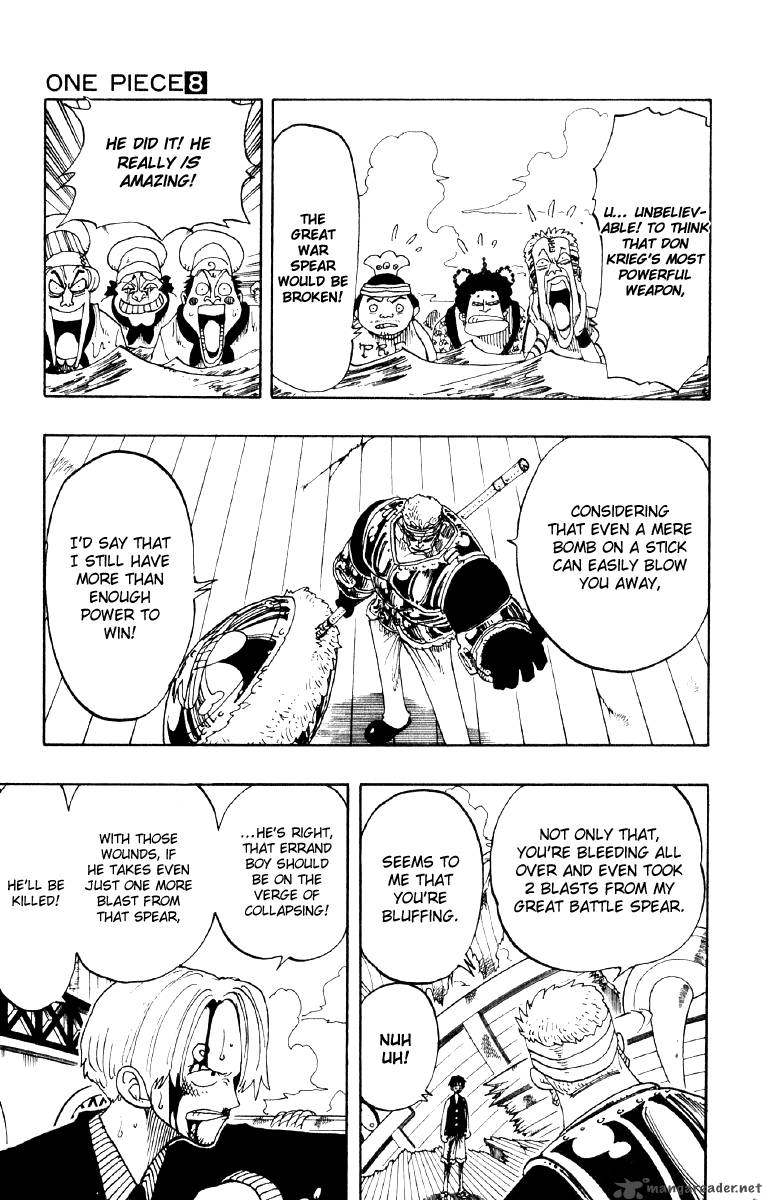 ONE PIECE 8
U... UNBELIEV-
ABLE! TO THINK
THAT DON
KRIEG'S MOST
POWERFUL
WEAPON,
THE
GREAT
WAR
SPEAR
WOULD BE
BROKEN!
HE DID IT! HE
REALLY IS
AMAZING!
PR
CONSIDERING
THAT EVEN A MERE
BOMB ON A STICK
CAN EASILY BLOW
YOU AWAY,
I'D SAY THAT
I STILL HAVE
MORE THAN
ENOUGH
POWER TO
WIN!
NOT ONLY THAT,
YOU'RE BLEEDING ALL
OVER AND EVEN TOOK
2 BLASTS FROM MY
GREAT BATTLE SPEAR.
SEEMS TO
ME THAT
YOU'RE
BLUFFING.
NUH
UH!
...HE'S RIGHT,
THAT ERRAND
BOY SHOULD
BE ON THE
VERGE OF
COLLAPSING!
WITH THOSE
WOUNDS, IF
HE TAKES EVEN
JUST ONE MORE
BLAST FROM
THAT SPEAR,
HE'LL BE
KILLED!
mangareader.net